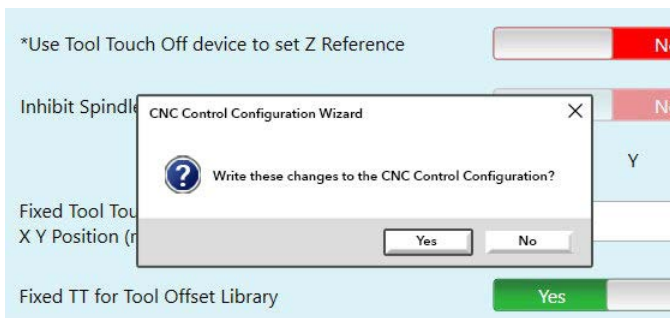 *Use Tool Touch Off device to set Z Reference
Inhibit Spindle
CNC Control Configuration Wizard
Write these changes to the CNC Control Configuration?
Y
Fixed Tool Tou
X Y Position (
Yes No
Fixed TT for Tool Offset Library Yes